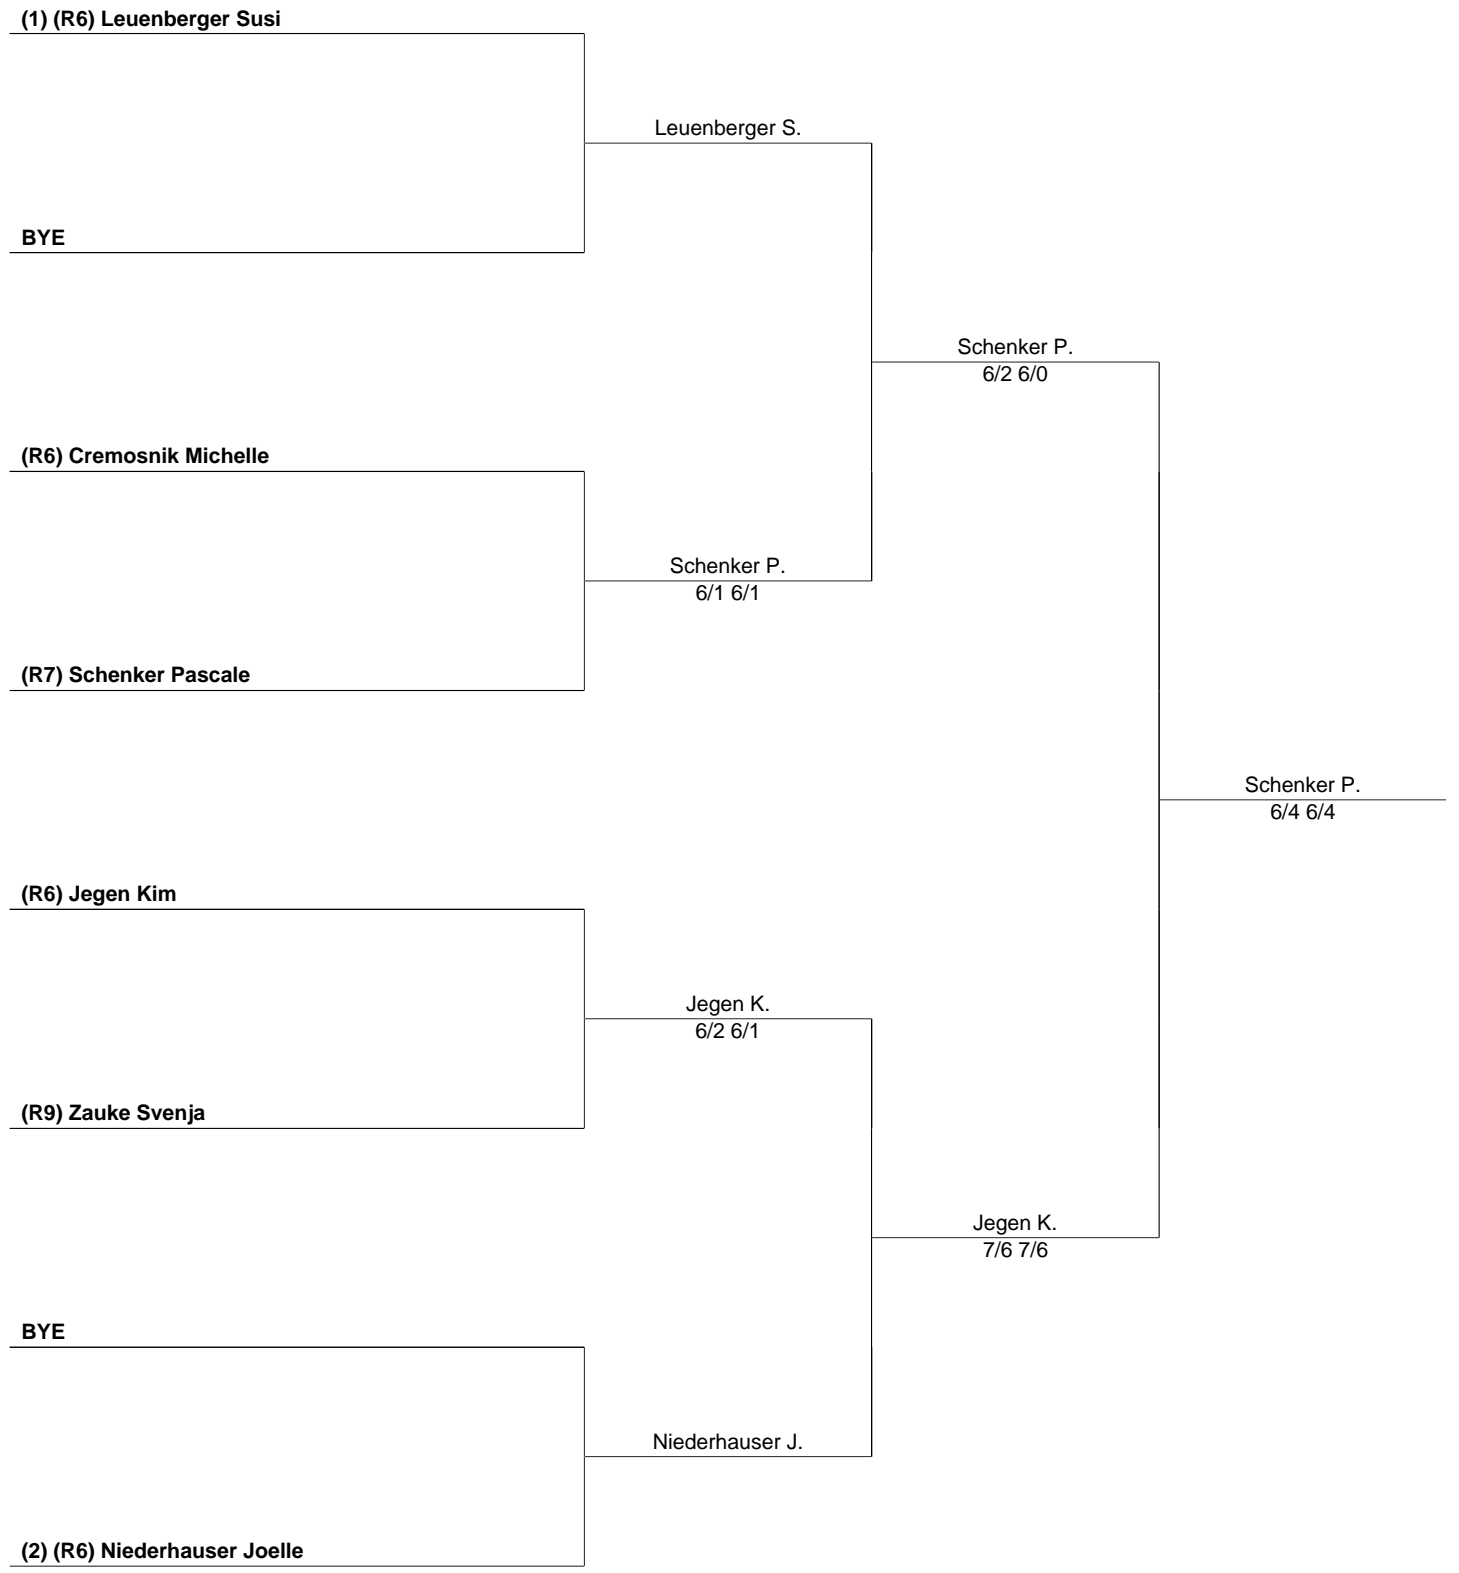 (1) (R6) Leuenberger Susi
Leuenberger S.
BYE
Schenker P.
6/2 6/0
(R6) Cremosnik Michelle
Schenker P.
6/1 6/1
(R7) Schenker Pascale
Schenker P.
6/4 6/4
(R6) Jegen Kim
Jegen K.
6/2 6/1
(R9) Zauke Svenja
Jegen K.
7/6 7/6
BYE
Niederhauser J.
(2) (R6) Niederhauser Joelle